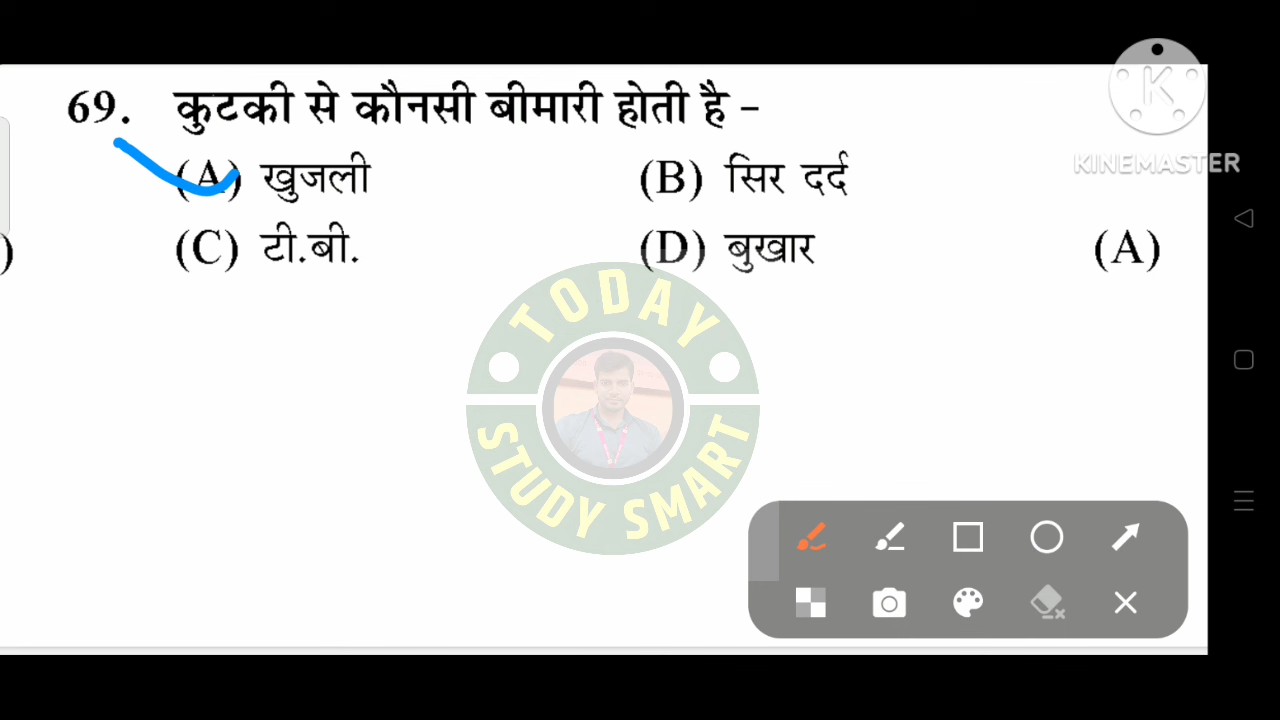 69. कुटकी से कौनसी बीमारी होती है –
(A) खुजली (B) सिर दर्द
(C) टी.बी. (D) बुखार (A)
)
K
KINEMASTER
TODAY
STUDY SMART